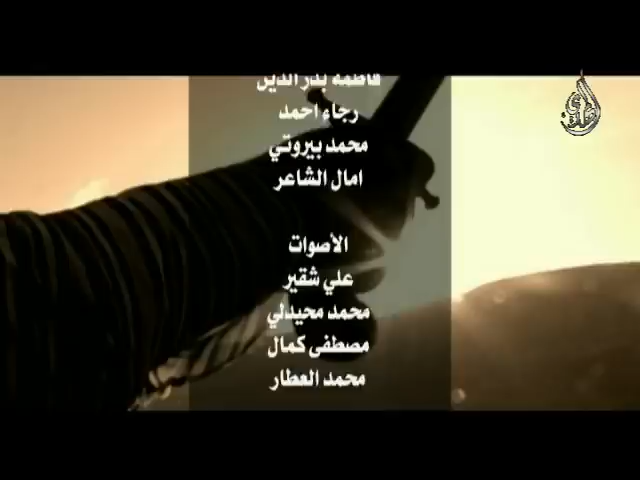 فاطمة بدر الدين
رجاء احمد
محمد بيروتي
امال الشاعر
الأصوات
علي شقير
محمد محيدلي
مصطفى كمال
محمد العطار